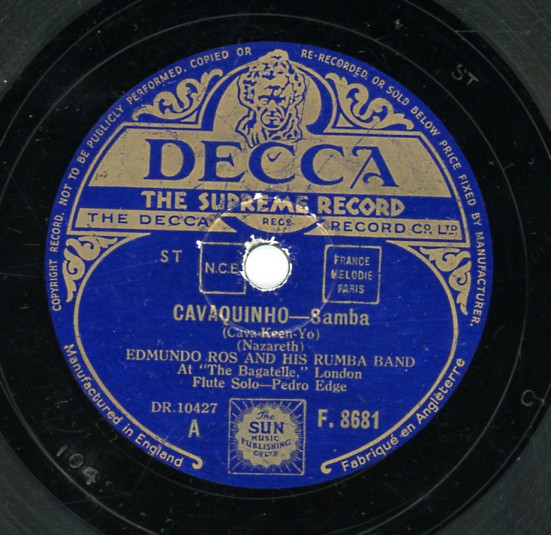 COPYRIGHT RECORD. NOT TO BE PUBLICLY PERFORMED, COPIED OR RE-RECORDED OR SOLD BELOW PRICE FIXED BY MANUFACTURER.
DECCA
THE SUPREME RECORD
THE DECCA REGD RECORD CO. LTD
ST
N.C.B.
FRANCE
MELODIE
PARIS
CAVAQUINHO—Samba
(Cava-Keen-Yo)
(Nazareth)
EDMUNDO ROS AND HIS RUMBA BAND
At "The Bagatelle," London
Flute Solo—Pedro Edge
DR.10427
A
The
SUN
MUSIC
PUBLISHING
CO LTD
F. 8681
Manufactured in England
Fabriqué en Angleterre
ST
194